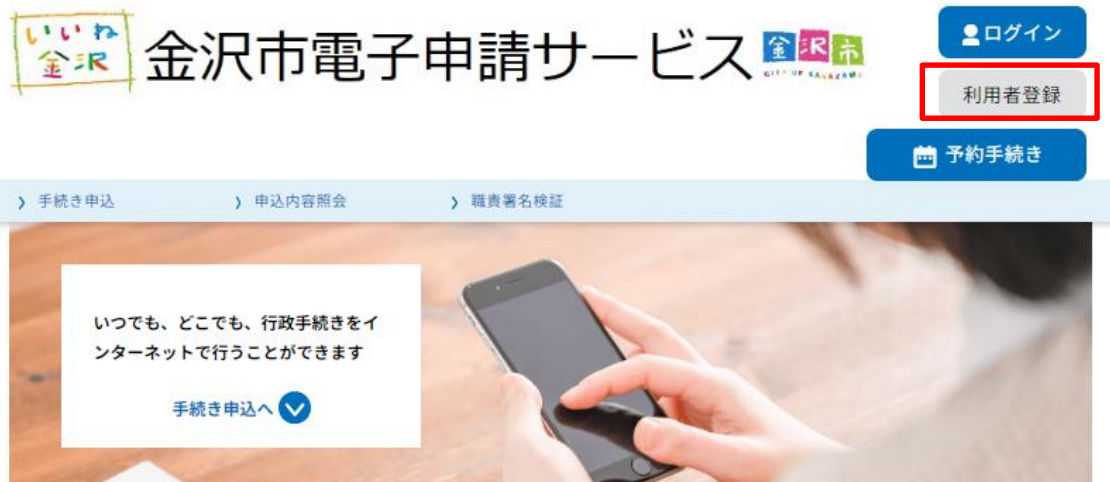 いいね
金沢
金沢市電子申請サービス
金沢市
CITY OF KANAZAWA
ログイン
利用者登録
予約手続き
手続き申込
申込内容照会
職責署名検証
いつでも、どこでも、行政手続きをイ
ンターネットで行うことができます
手続き申込へ